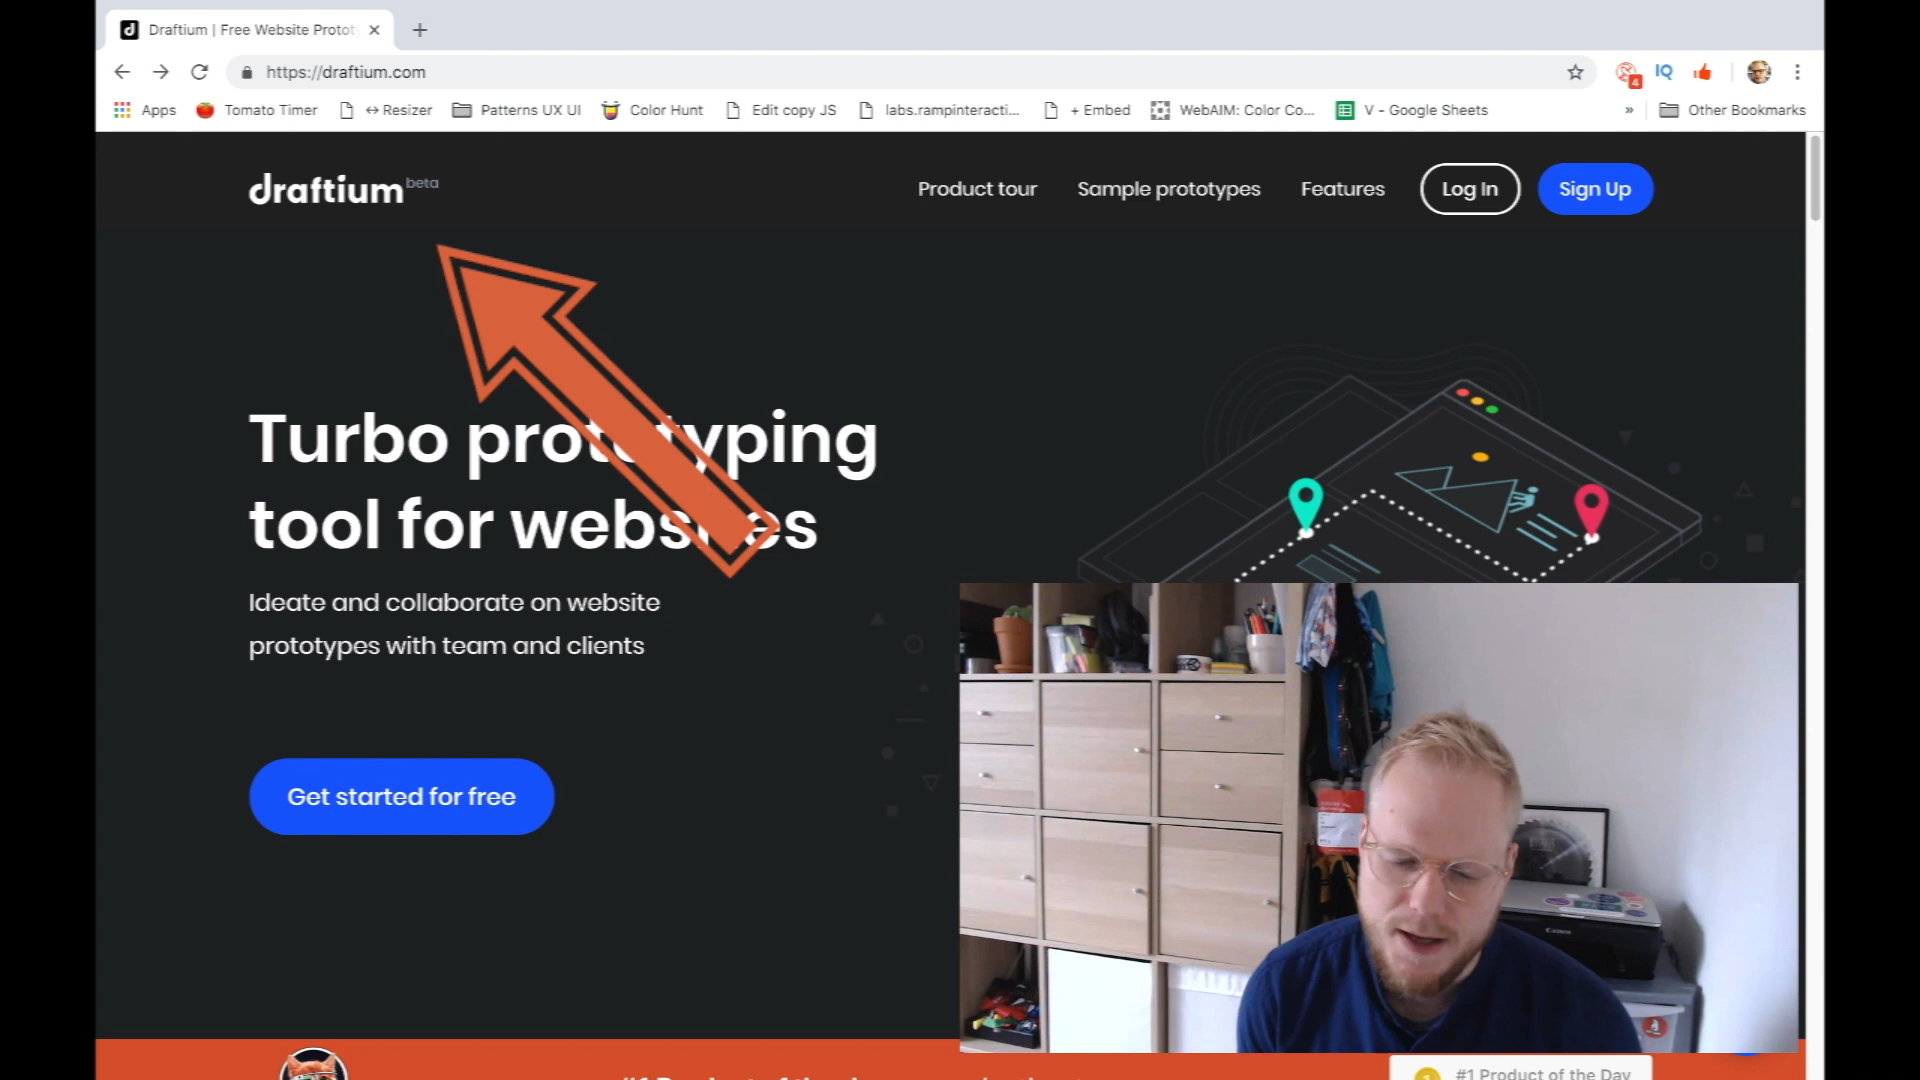 Draftium | Free Website Protot
https://draftium.com
4
IQ
Apps
Tomato Timer
↔ Resizer
Patterns UX UI
Color Hunt
Edit copy JS
labs.rampinteracti...
+ Embed
WebAIM: Color Co...
V - Google Sheets
»
Other Bookmarks
draftium beta
Product tour
Sample prototypes
Features
Log In
Sign Up
Turbo prototyping
tool for websites
Ideate and collaborate on website
prototypes with team and clients
Get started for free
Canon
#1 Product of the Day